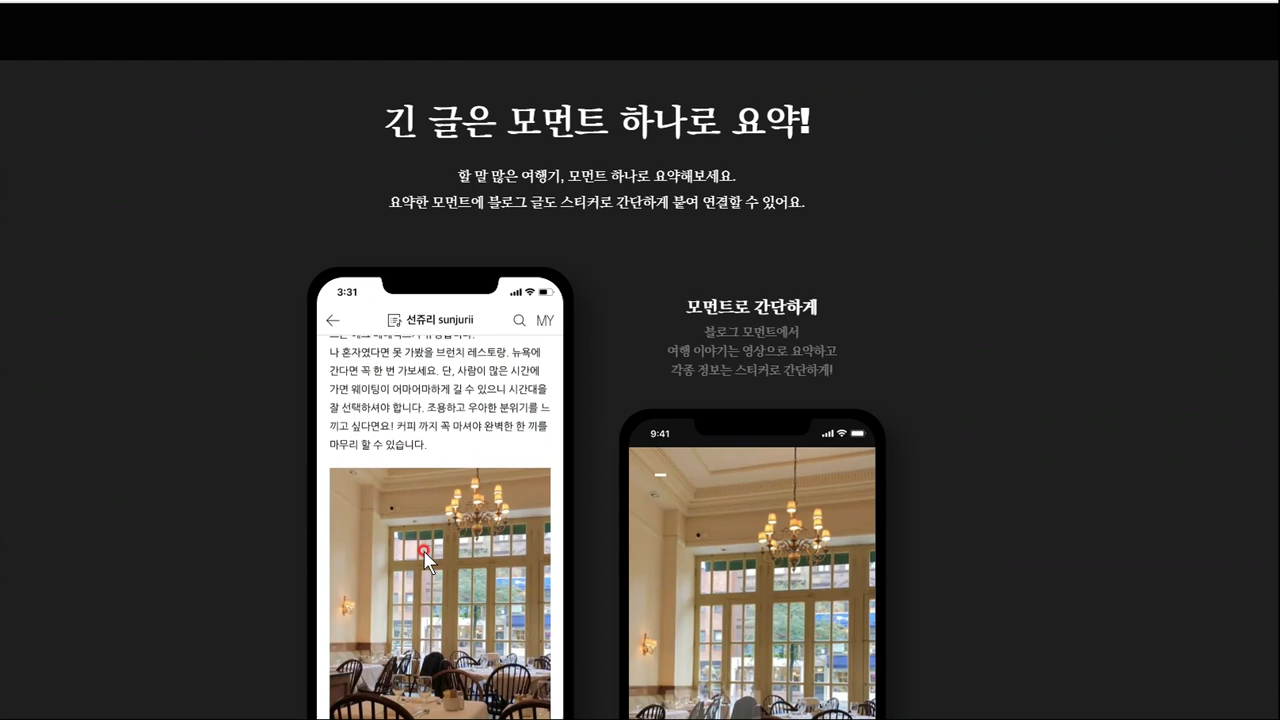 긴 글은 모먼트 하나로 요약!
할 말 많은 여행기, 모먼트 하나로 요약해보세요.
요약한 모먼트에 블로그 글도 스티커로 간단하게 붙여 연결할 수 있어요.
3:31
선쥬리 sunjurii
MY
나 혼자였다면 못 가봤을 브런치 레스토랑. 뉴욕에
간다면 꼭 한 번 가보세요. 단, 사람이 많은 시간에
가면 웨이팅이 어마어마하게 길 수 있으니 시간대을
잘 선택하셔야 합니다. 조용하고 우아한 분위기를 느
끼고 싶다면요! 커피 까지 꼭 마셔야 완벽한 한 끼를
마무리 할 수 있습니다.
모먼트로 간단하게
블로그 모먼트에서
여행 이야기는 영상으로 요약하고
각종 정보는 스티커로 간단하게!
9:41